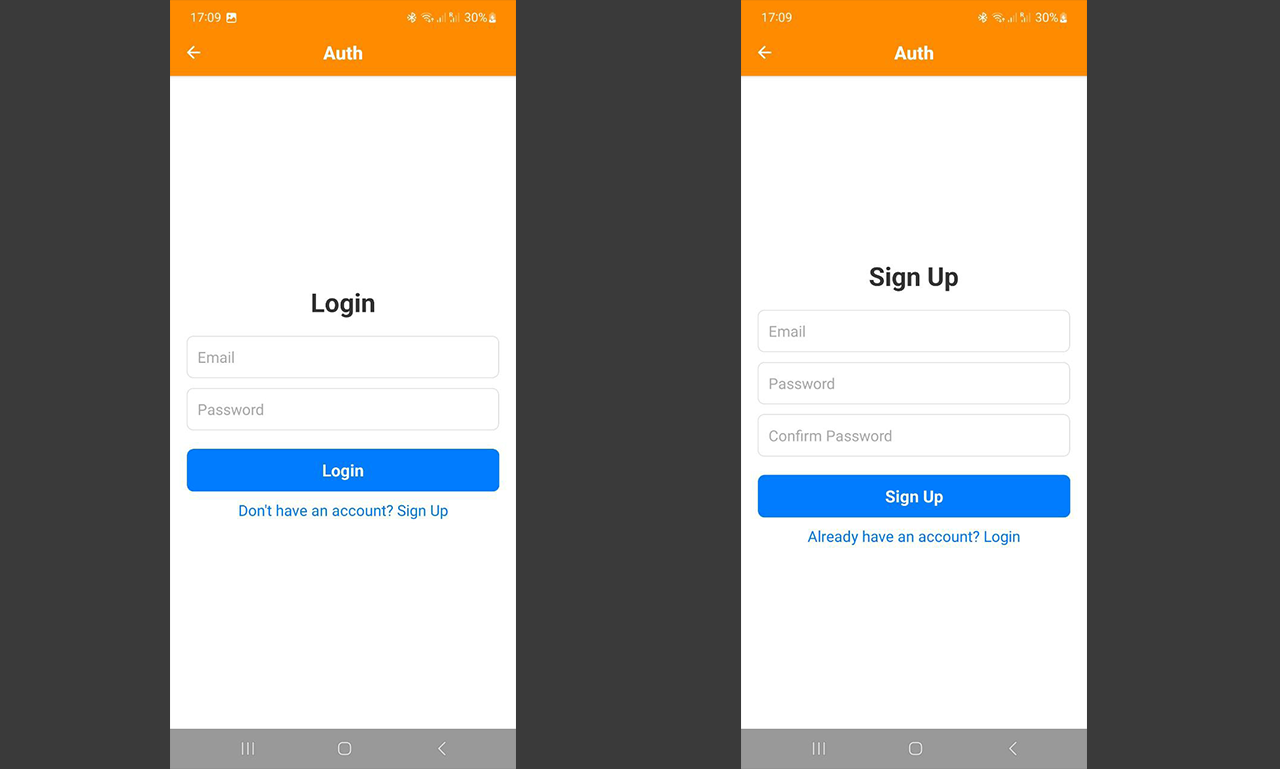 17:09 30%
Auth
Login
Email
Password
Login
Don't have an account? Sign Up
17:09 30%
Auth
Sign Up
Email
Password
Confirm Password
Sign Up
Already have an account? Login